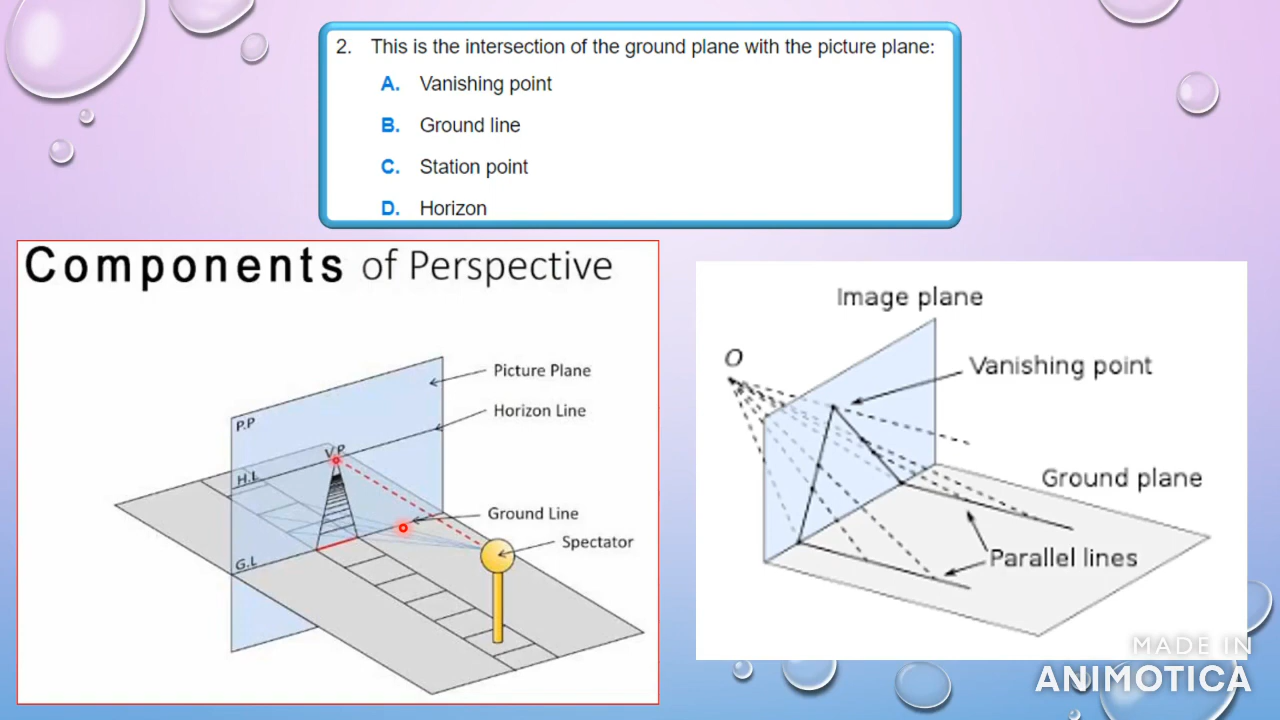 2. This is the intersection of the ground plane with the picture plane:
A. Vanishing point
B. Ground line
C. Station point
D. Horizon
Components of Perspective
Picture Plane
Horizon Line
P.P
V.P
H.L
Ground Line
Spectator
G.L
Image plane
O
Vanishing point
Ground plane
Parallel lines
MADE IN
ANIMOTICA